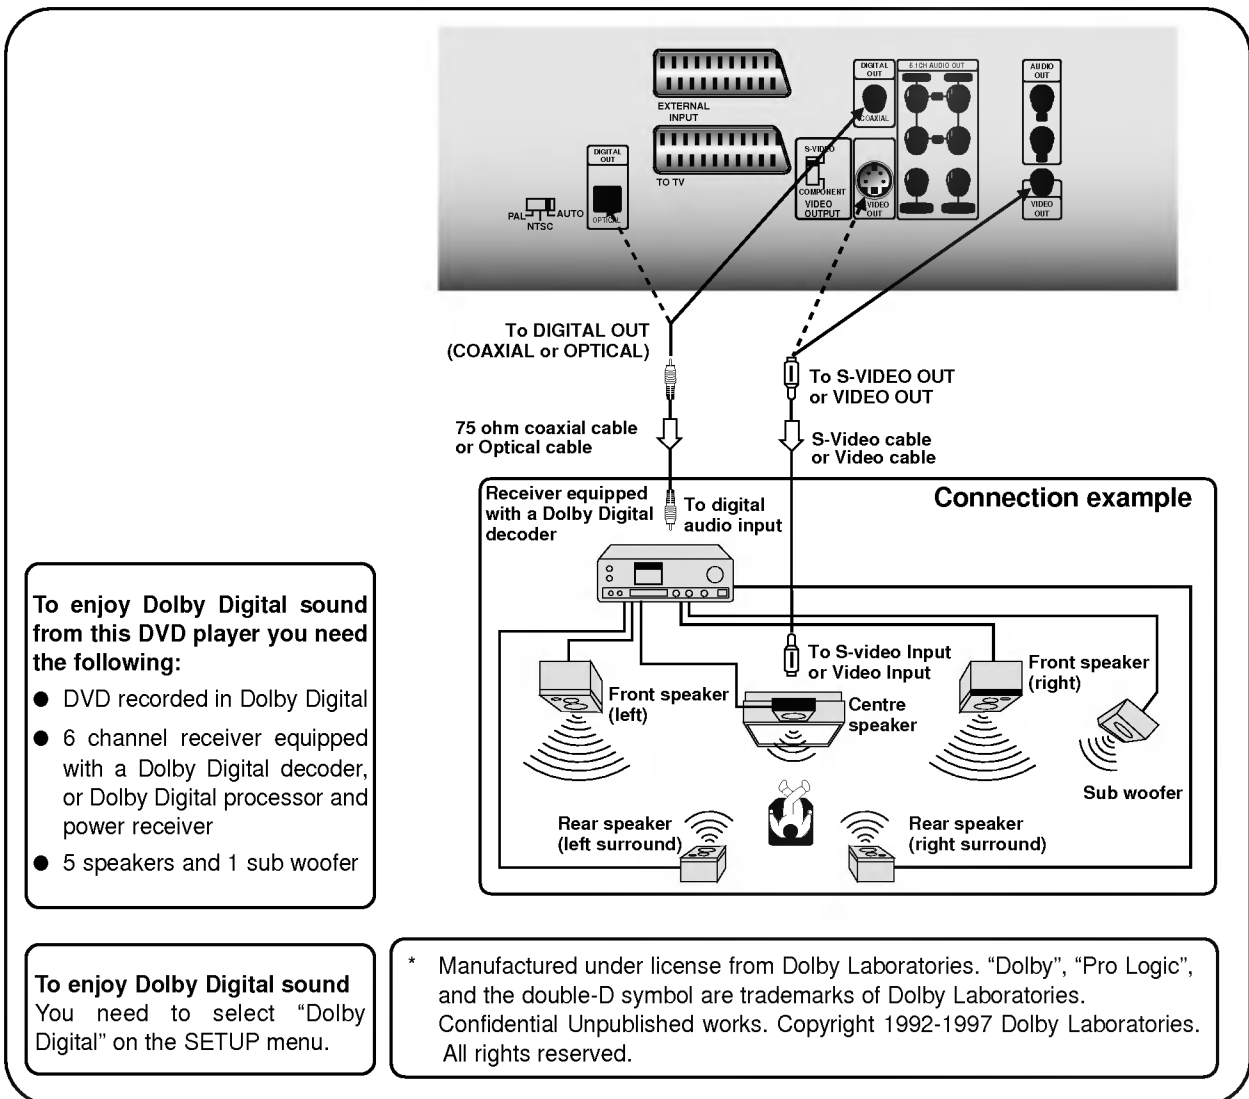 DIGITAL
OUT
5.1CH AUDIO OUT
AUDIO
OUT
COAXIAL
EXTERNAL
INPUT
DIGITAL
OUT
OPTICAL
TO TV
S-VIDEO
COMPONENT
VIDEO
OUTPUT
VIDEO
OUT
VIDEO
OUT
PAL
NTSC
AUTO
To DIGITAL OUT
(COAXIAL or OPTICAL)
To S-VIDEO OUT
or VIDEO OUT
75 ohm coaxial cable
or Optical cable
S-Video cable
or Video cable
Connection example
Receiver equipped
with a Dolby Digital
decoder
To digital
audio input
To S-video Input
or Video Input
Front speaker
(left)
Centre
speaker
Front speaker
(right)
Sub woofer
Rear speaker
(left surround)
Rear speaker
(right surround)
To enjoy Dolby Digital sound
from this DVD player you need
the following:
● DVD recorded in Dolby Digital
● 6 channel receiver equipped
with a Dolby Digital decoder,
or Dolby Digital processor and
power receiver
● 5 speakers and 1 sub woofer
To enjoy Dolby Digital sound
You need to select “Dolby
Digital” on the SETUP menu.
* Manufactured under license from Dolby Laboratories. “Dolby”, “Pro Logic”,
and the double-D symbol are trademarks of Dolby Laboratories.
Confidential Unpublished works. Copyright 1992-1997 Dolby Laboratories.
All rights reserved.